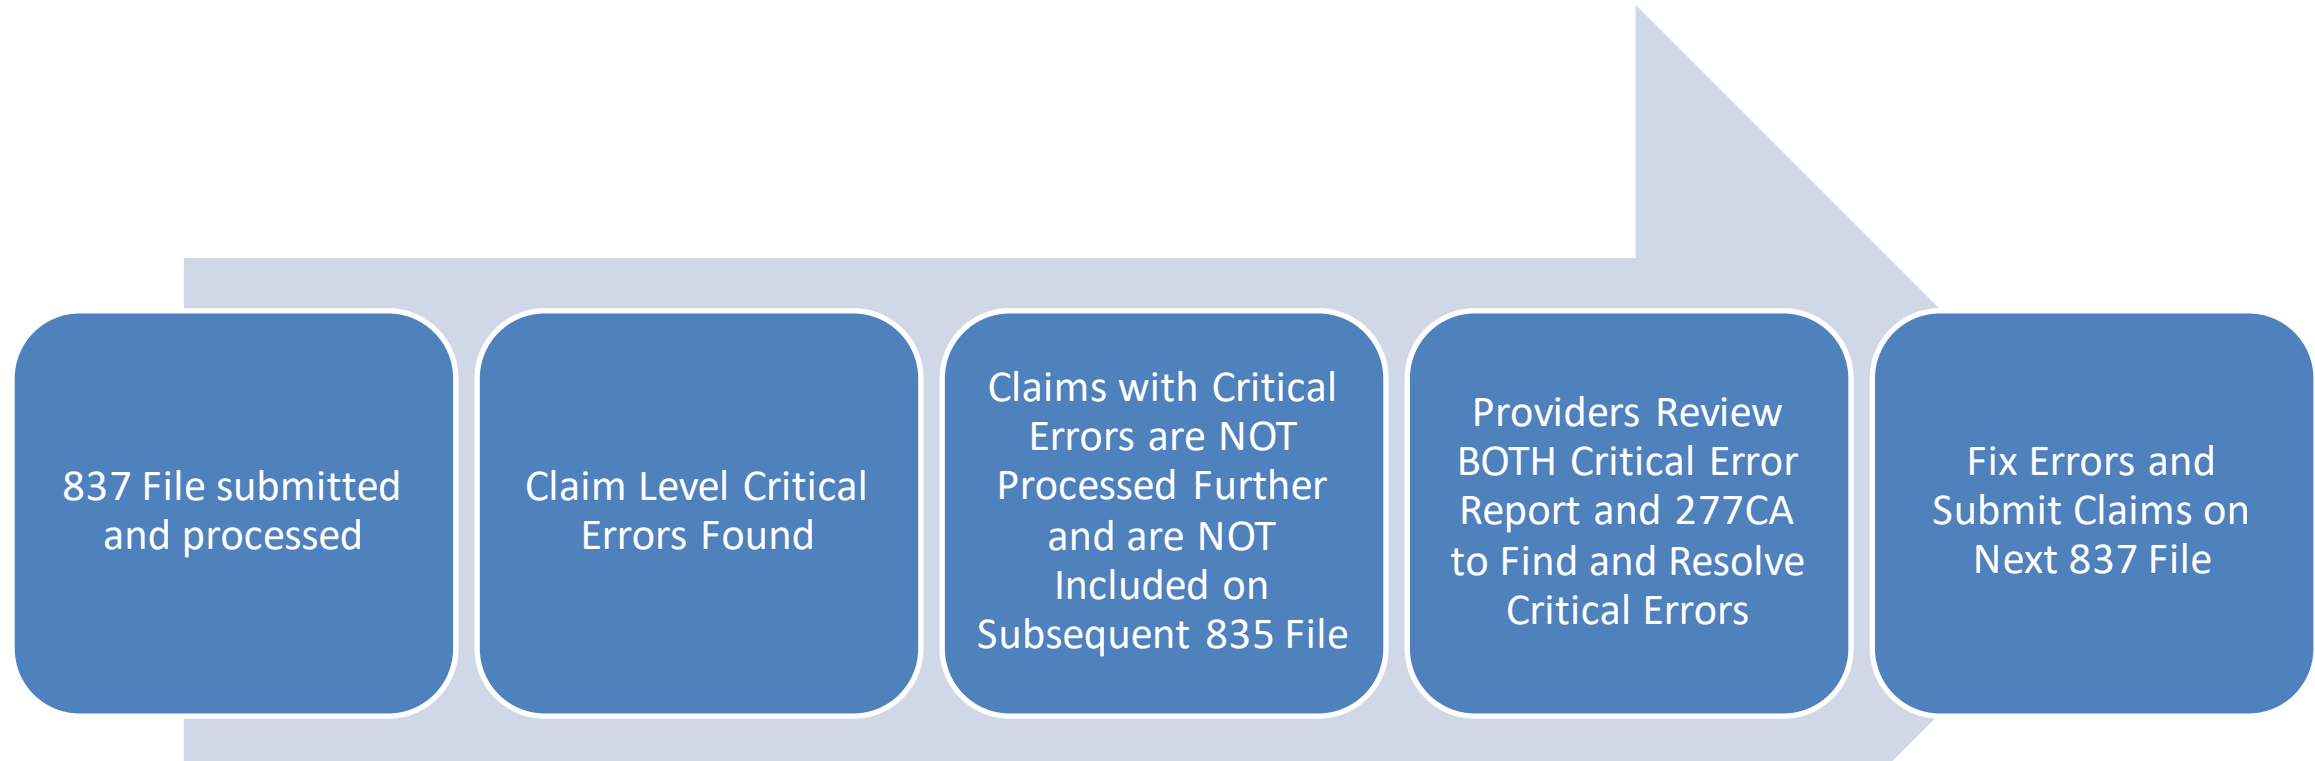 837 File submitted
and processed
Claim Level Critical
Errors Found
Claims with Critical
Errors are NOT
Processed Further
and are NOT
Included on
Subsequent 835 File
Providers Review
BOTH Critical Error
Report and 277CA
to Find and Resolve
Critical Errors
Fix Errors and
Submit Claims on
Next 837 File